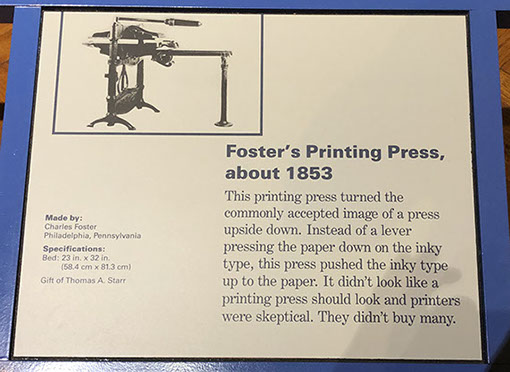 Foster's Printing Press,
about 1853
This printing press turned the
commonly accepted image of a press
upside down. Instead of a lever
pressing the paper down on the inky
type, this press pushed the inky type
up to the paper. It didn't look like a
printing press should look and printers
were skeptical. They didn't buy many.
Made by:
Charles Foster
Philadelphia, Pennsylvania
Specifications:
Bed: 23 in. x 32 in.
(58.4 cm x 81.3 cm)
Gift of Thomas A. Starr